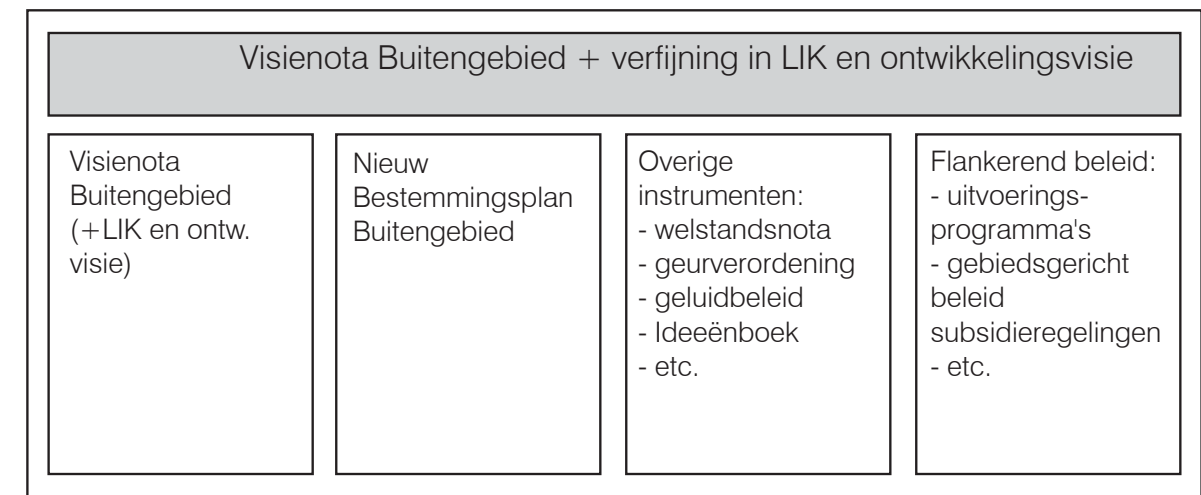 Visienota Buitengebied + verfijning in LIK en ontwikkelingsvisie
Visienota
Buitengebied
(+LIK en ontw.
visie)
Nieuw
Bestemmingsplan
Buitengebied
Overige
instrumenten:
- welstandsnota
- geurverordening
- geluidbeleid
- Ideeënboek
- etc.
Flankerend beleid:
- uitvoerings-
programma's
- gebiedsgericht
beleid
subsidieregelingen
- etc.